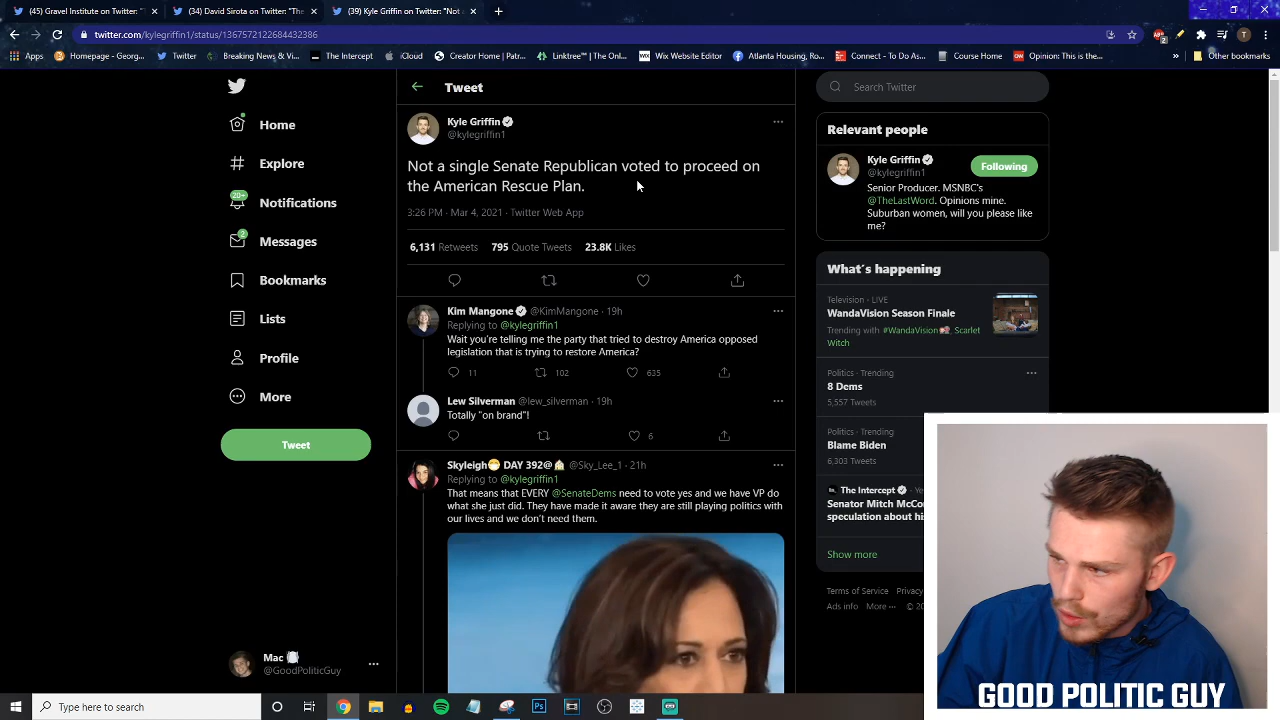 (45) Gravel Institute on Twitter: "
(34) David Sirota on Twitter: "The
(39) Kyle Griffin on Twitter: "Not
twitter.com/kylegriffin1/status/1367572122684432386
Apps
Homepage - Georg...
Twitter
Breaking News & Vi...
The Intercept
iCloud
Creator Home | Patr...
Linktree™ | The Onl...
Wix Website Editor
Atlanta Housing, Ro...
Connect - To Do As...
Course Home
Opinion: This is the...
»
Other bookmarks
Home
Explore
20+
Notifications
2
Messages
Bookmarks
Lists
Profile
More
Tweet
Mac
@GoodPoliticGuy
Tweet
Kyle Griffin
@kylegriffin1
Not a single Senate Republican voted to proceed on
the American Rescue Plan.
3:26 PM · Mar 4, 2021 · Twitter Web App
6,131 Retweets 795 Quote Tweets 23.8K Likes
Kim Mangone @KimMangone · 19h
Replying to @kylegriffin1
Wait you're telling me the party that tried to destroy America opposed
legislation that is trying to restore America?
11 102 635
Lew Silverman @lew_silverman · 19h
Totally "on brand"!
6
Skyleigh DAY 392@ @Sky_Lee_1 · 21h
Replying to @kylegriffin1
That means that EVERY @SenateDems need to vote yes and we have VP do
what she just did. They have made it aware they are still playing politics with
our lives and we don't need them.
Search Twitter
Relevant people
Kyle Griffin
@kylegriffin1
Following
Senior Producer. MSNBC's
@TheLastWord. Opinions mine.
Suburban women, will you please like
me?
What's happening
Television · LIVE
WandaVision Season Finale
Trending with #WandaVision, Scarlet
Witch
Politics · Trending
8 Dems
5,557 Tweets
Politics · Trending
Blame Biden
6,303 Tweets
The Intercept · Ye
Senator Mitch McCo
speculation about his
Show more
Terms of Service Privacy
Ads info More ··· © 20
GOOD POLITIC GUY
Type here to search